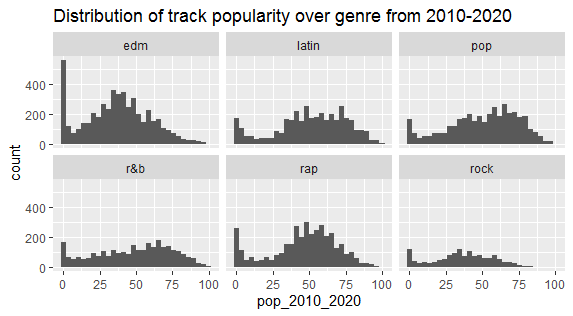 Distribution of track popularity over genre from 2010-2020
edm latin pop
400
200
0
r&b rap rock
400
200
0
0 25 50 75 100 0 25 50 75 100 0 25 50 75 100
count
pop_2010_2020